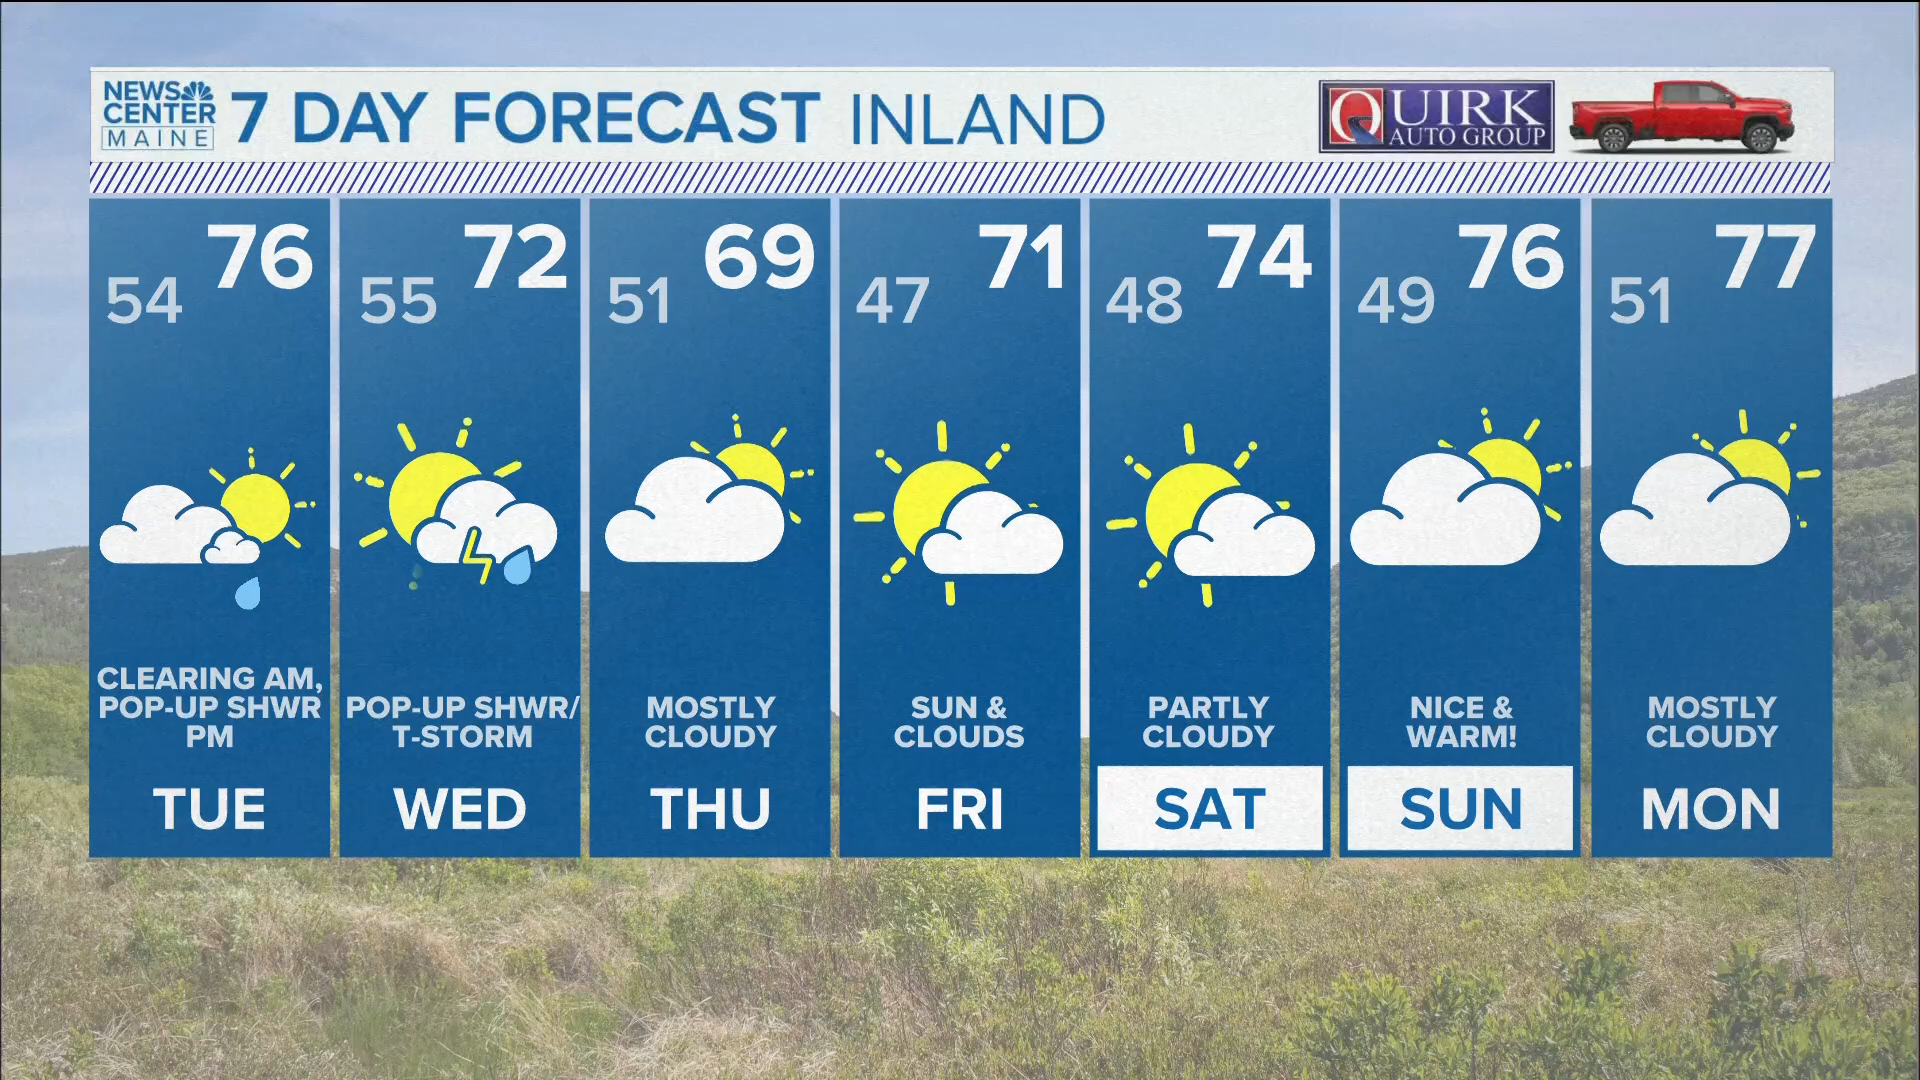 NEWS
CENTER
MAINE
7 DAY FORECAST INLAND
QUIRK
AUTO GROUP
54 76
CLEARING AM,
POP-UP SHWR
PM
TUE
55 72
POP-UP SHWR/
T-STORM
WED
51 69
MOSTLY
CLOUDY
THU
47 71
SUN &
CLOUDS
FRI
48 74
PARTLY
CLOUDY
SAT
49 76
NICE &
WARM!
SUN
51 77
MOSTLY
CLOUDY
MON